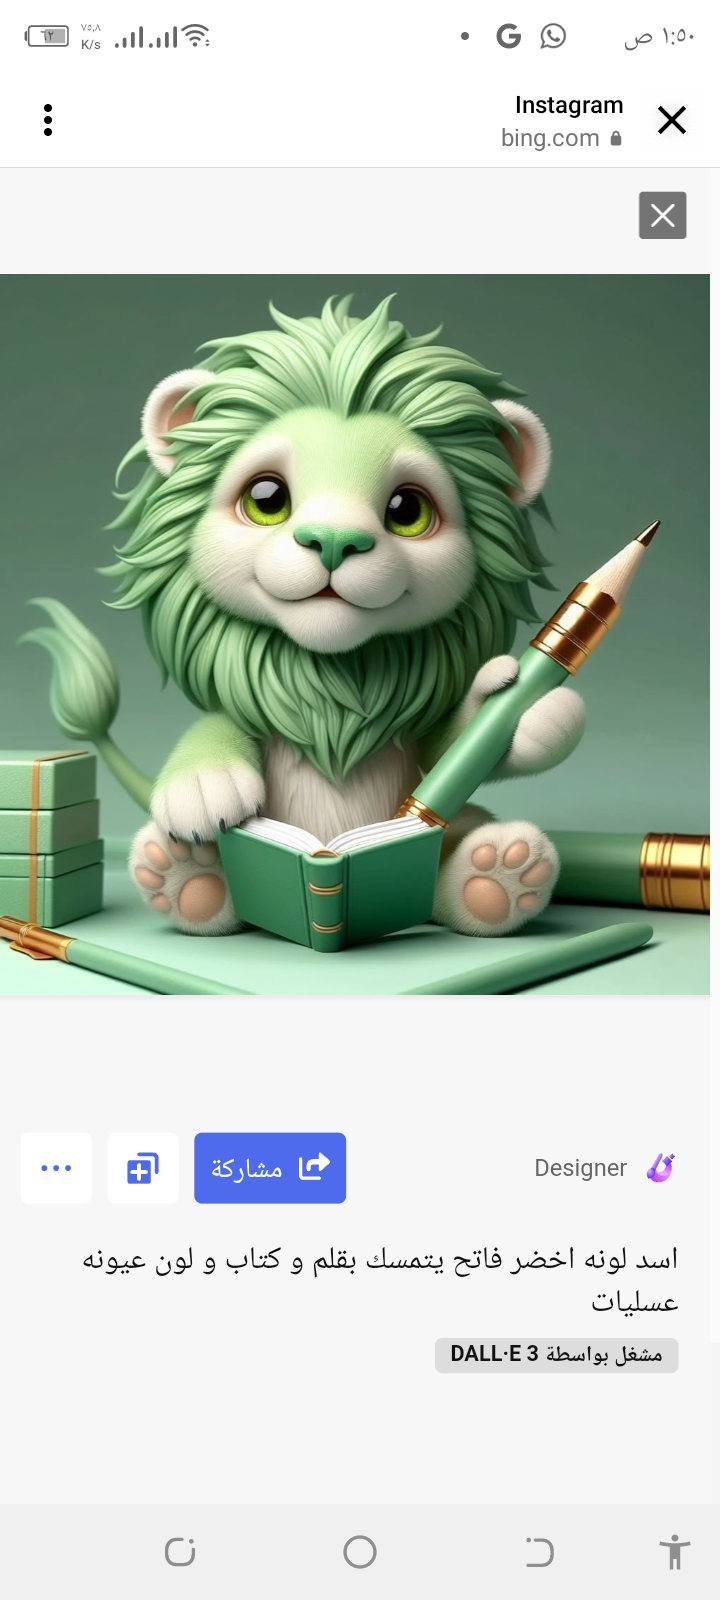 ١:٥٠ ص
٧٥,٨
K/s
٦٢
Instagram
bing.com
Designer
مشاركة
اسد لونه اخضر فاتح يتمسك بقلم و كتاب و لون عيونه
عسليات
مشغل بواسطة DALL·E 3